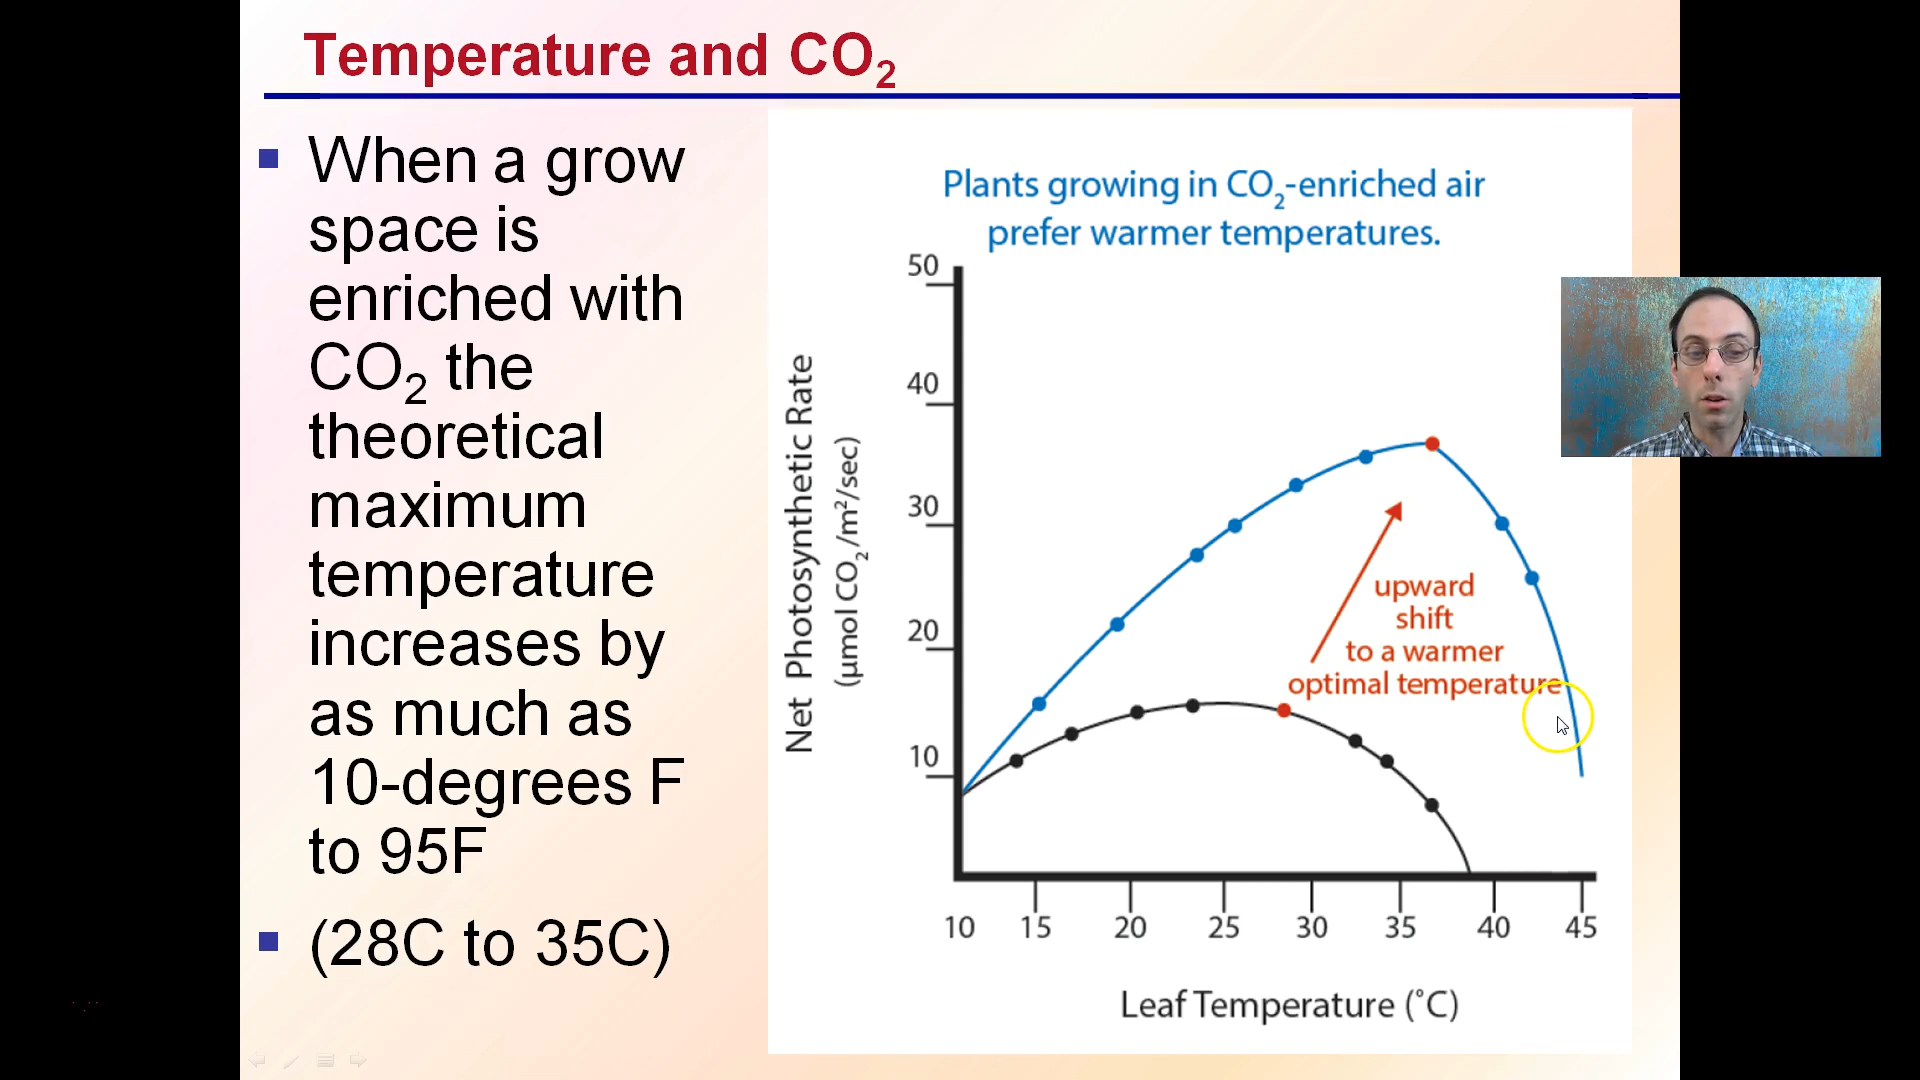 Temperature and CO₂
When a grow
space is
enriched with
CO₂ the
theoretical
maximum
temperature
increases by
as much as
10-degrees F
to 95F
(28C to 35C)
Plants growing in CO₂-enriched air
prefer warmer temperatures.
Net Photosynthetic Rate
(µmol CO₂/m²/sec)
50
40
30
20
10
upward
shift
to a warmer
optimal temperature
10 15 20 25 30 35 40 45
Leaf Temperature (˚C)